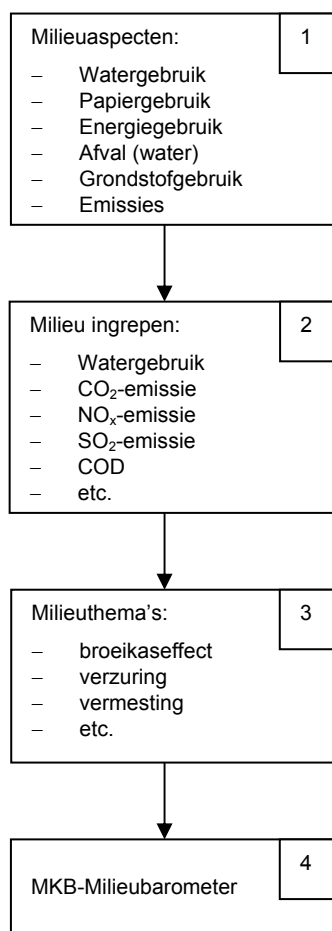 Milieuaspecten: 1
– Watergebruik
– Papiergebruik
– Energiegebruik
– Afval (water)
– Grondstofgebruik
– Emissies
Milieu ingrepen: 2
– Watergebruik
– CO₂-emissie
– NOₓ-emissie
– SO₂-emissie
– COD
– etc.
Milieuthema's: 3
– broeikaseffect
– verzuring
– vermesting
– etc.
4
MKB-Milieubarometer